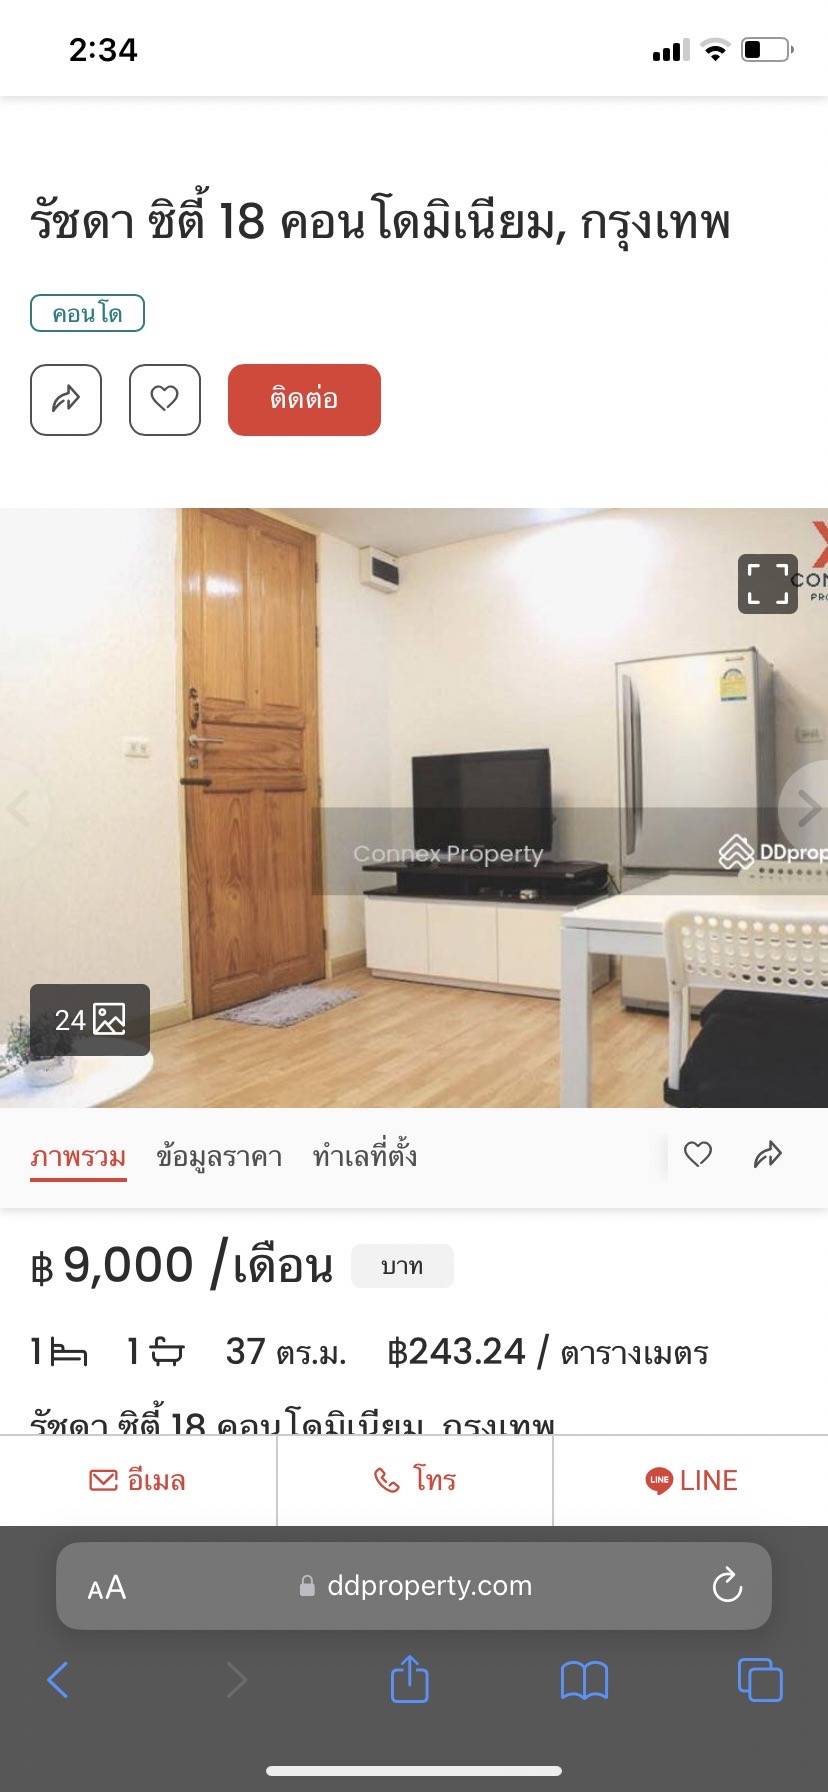 2:34
รัชดา ซิตี้ 18 คอนโดมิเนียม, กรุงเทพ
คอนโด
ติดต่อ
Connex Property
DDprop
24
ภาพรวม ข้อมูลราคา ทำเลที่ตั้ง
฿ 9,000 /เดือน บาท
1 1 37 ตร.ม. ฿243.24 / ตารางเมตร
รัชดา ซิตี้ 18 คอนโดมิเนียม, กรุงเทพ
อีเมล โทร LINE LINE
AA ddproperty.com